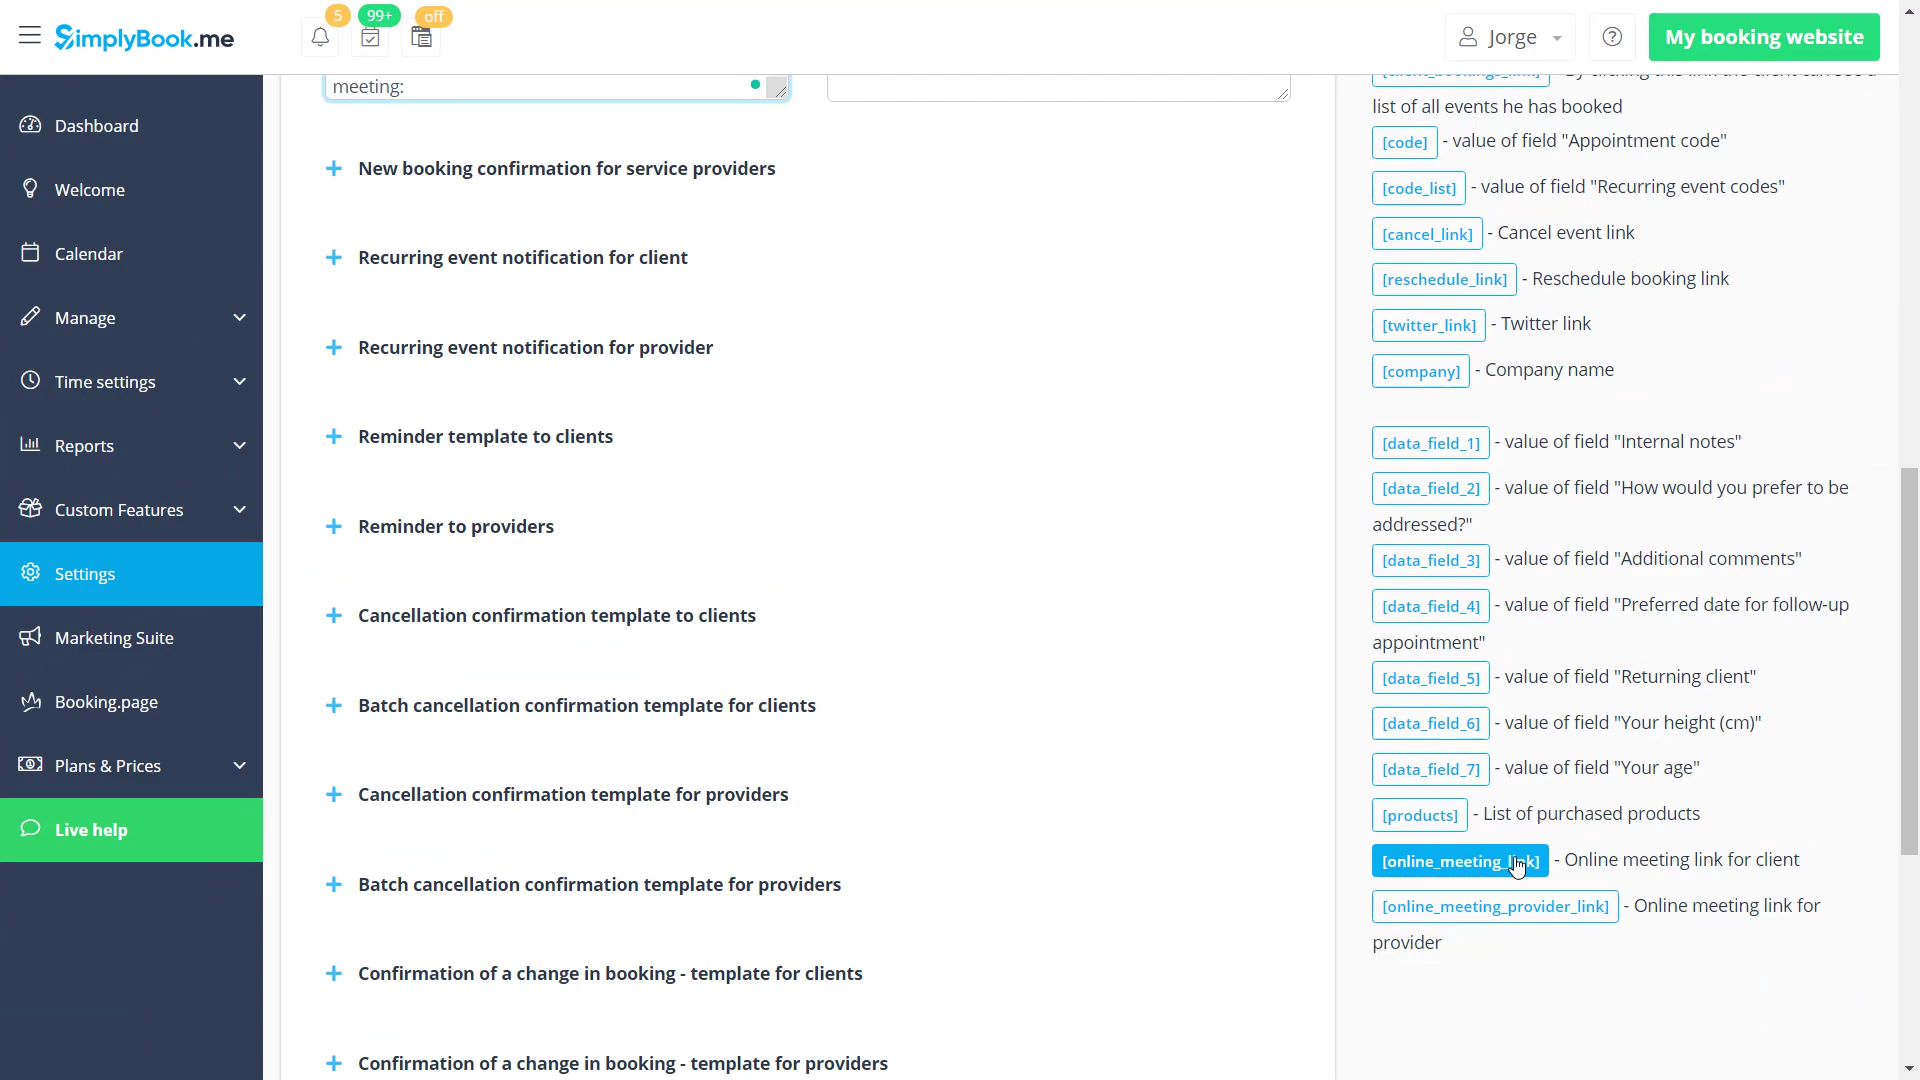 SimplyBook.me
5
99+
off
Jorge
My booking website
Dashboard
Welcome
Calendar
Manage
Time settings
Reports
Custom Features
Settings
Marketing Suite
Booking.page
Plans & Prices
Live help
meeting:
New booking confirmation for service providers
Recurring event notification for client
Recurring event notification for provider
Reminder template to clients
Reminder to providers
Cancellation confirmation template to clients
Batch cancellation confirmation template for clients
Cancellation confirmation template for providers
Batch cancellation confirmation template for providers
Confirmation of a change in booking - template for clients
Confirmation of a change in booking - template for providers
[client_bookings_link] - By clicking this link the client can see a
list of all events he has booked
[code] - value of field "Appointment code"
[code_list] - value of field "Recurring event codes"
[cancel_link] - Cancel event link
[reschedule_link] - Reschedule booking link
[twitter_link] - Twitter link
[company] - Company name
[data_field_1] - value of field "Internal notes"
[data_field_2] - value of field "How would you prefer to be
addressed?"
[data_field_3] - value of field "Additional comments"
[data_field_4] - value of field "Preferred date for follow-up
appointment"
[data_field_5] - value of field "Returning client"
[data_field_6] - value of field "Your height (cm)"
[data_field_7] - value of field "Your age"
[products] - List of purchased products
[online_meeting_link] - Online meeting link for client
[online_meeting_provider_link] - Online meeting link for
provider